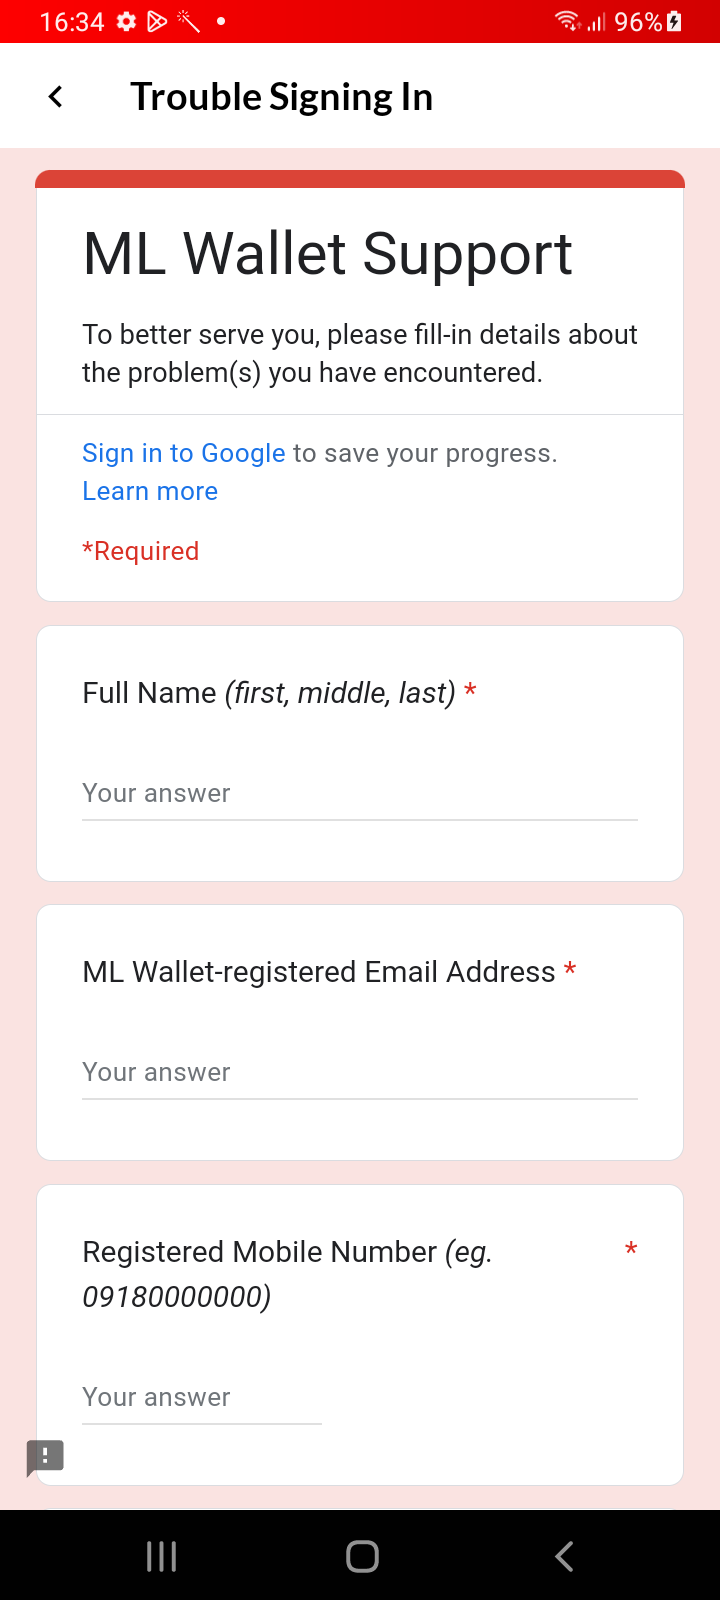 16:34 96%
Trouble Signing In
ML Wallet Support
To better serve you, please fill-in details about
the problem(s) you have encountered.
Sign in to Google to save your progress.
Learn more
*Required
Full Name (first, middle, last) *
Your answer
ML Wallet-registered Email Address *
Your answer
Registered Mobile Number (eg. *
09180000000)
Your answer